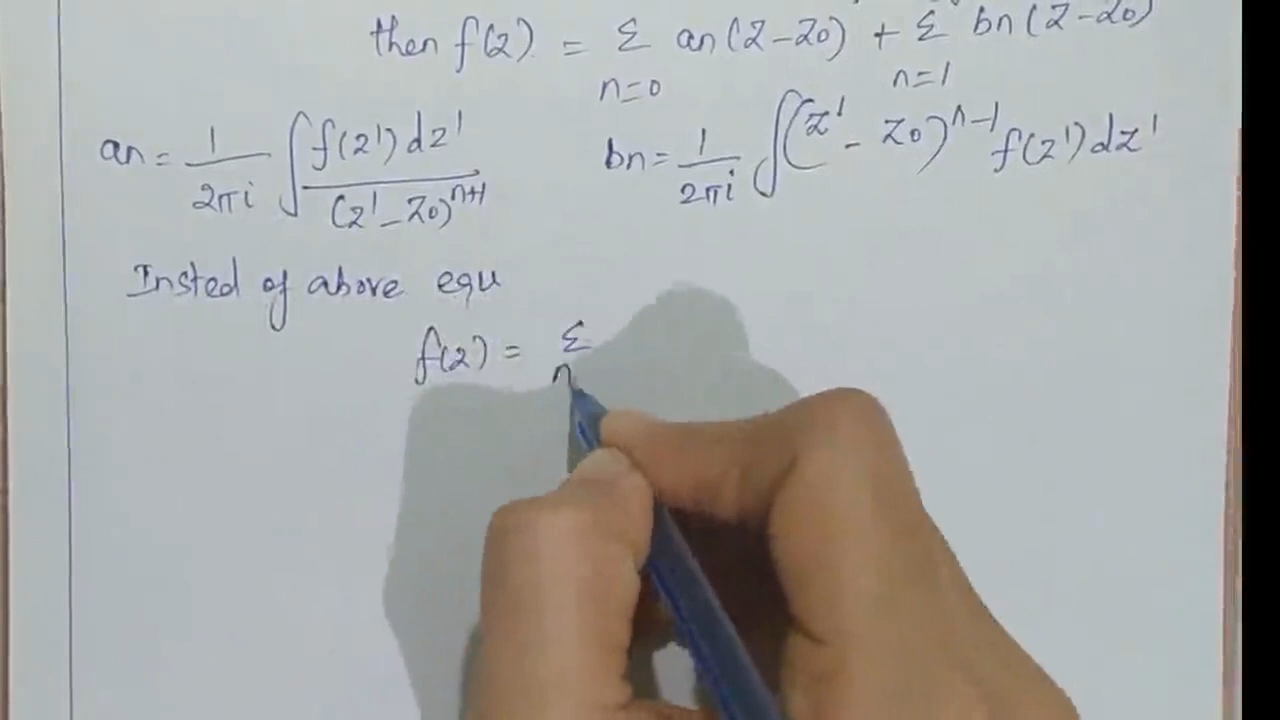 then f(z) = Σ an(z-z0) + Σ bn(z-z0)
n=0 n=1
an = 1/2πi ∫ f(z')dz'/(z'-z0)^n+1 bn = 1/2πi ∫(z'-z0)^n-1 f(z')dz'
Insted of above equ
f(z) = Σ
n